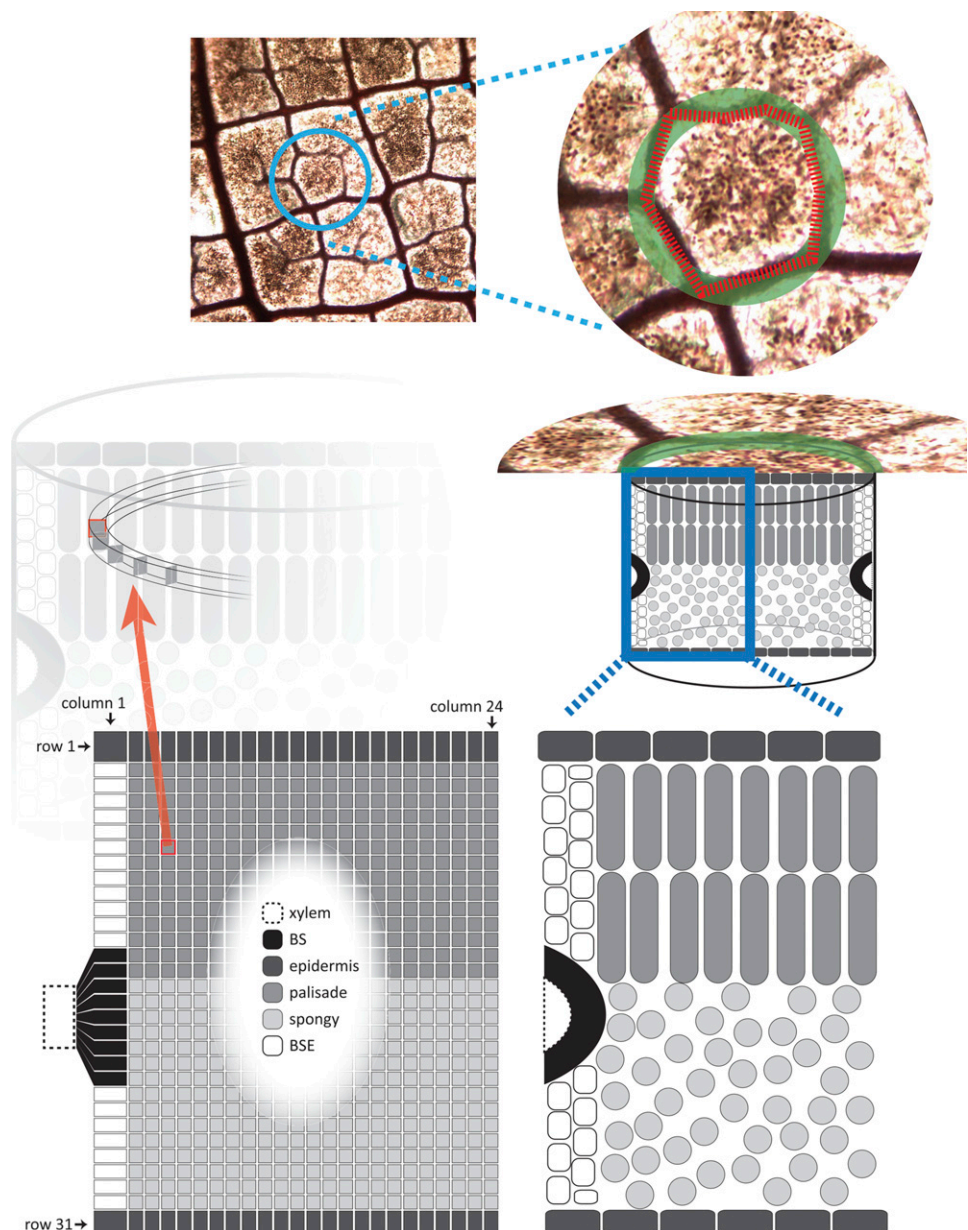 column 1
column 24
row 1
xylem
BS
epidermis
palisade
spongy
BSE
row 31